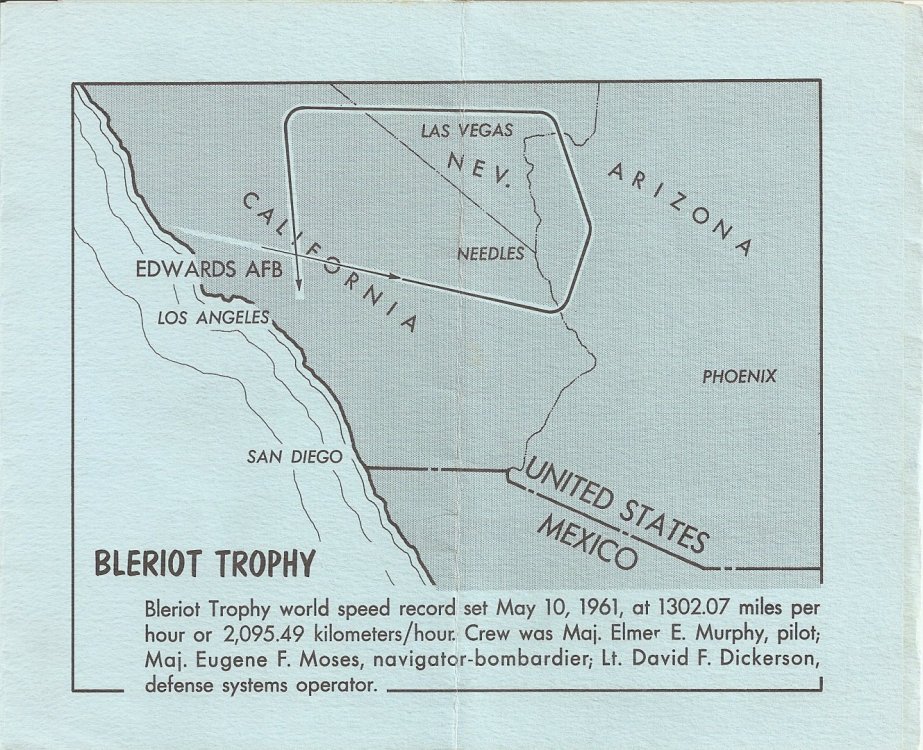 LAS VEGAS
NEV.
ARIZONA
CALIFORNIA
NEEDLES
EDWARDS AFB
LOS ANGELES
PHOENIX
SAN DIEGO
UNITED STATES
MEXICO
BLERIOT TROPHY
Bleriot Trophy world speed record set May 10, 1961, at 1302.07 miles per
hour or 2,095.49 kilometers/hour. Crew was Maj. Elmer E. Murphy, pilot;
Maj. Eugene F. Moses, navigator-bombardier; Lt. David F. Dickerson,
defense systems operator.